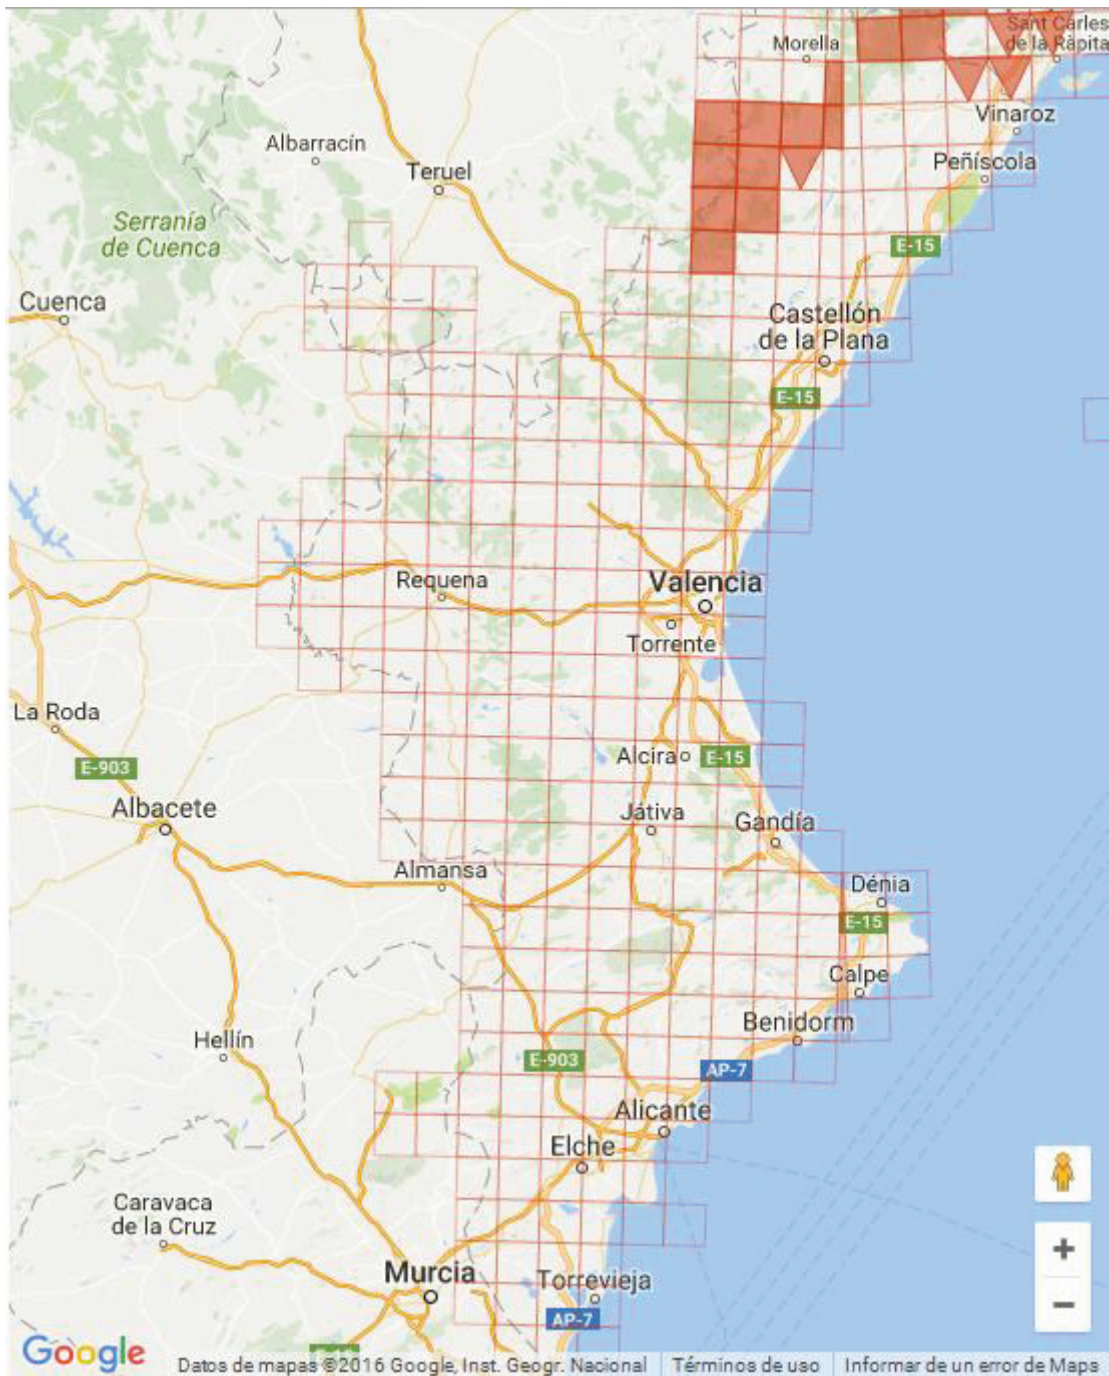 Sant Carles
de la Ràpita
Morella
Vinaroz
Albarracín
Peñíscola
Teruel
Serranía
de Cuenca
E-15
Cuenca
Castellón
de la Plana
E-15
Requena
Valencia
Torrente
La Roda
Alcira
E-15
E-903
Albacete
Játiva
Gandía
Almansa
Dénia
E-15
Calpe
Benidorm
Hellín
E-903
AP-7
Alicante
Elche
Caravaca
de la Cruz
+
Murcia
Torrevieja
−
AP-7
Google
Datos de mapas ©2016 Google, Inst. Geogr. Nacional
Términos de uso
Informar de un error de Maps